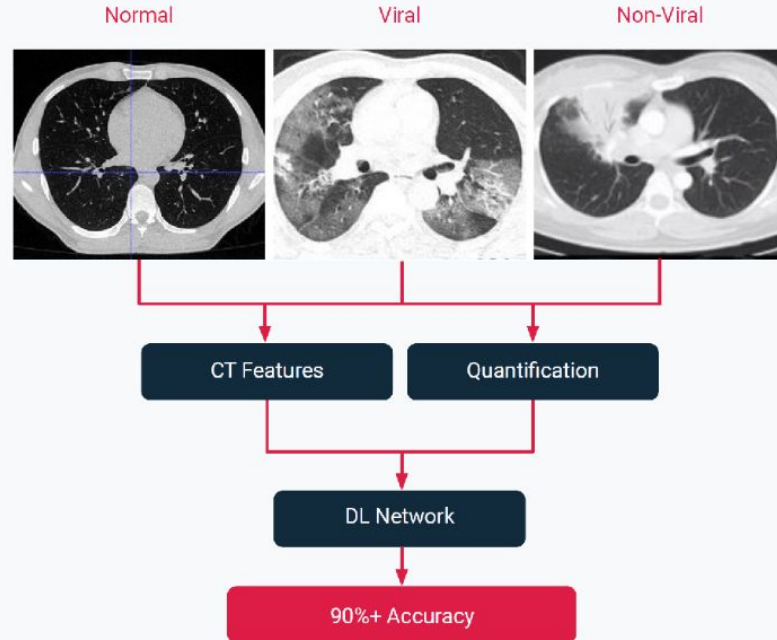 Normal
Viral
Non-Viral
CT Features
Quantification
DL Network
90%+ Accuracy